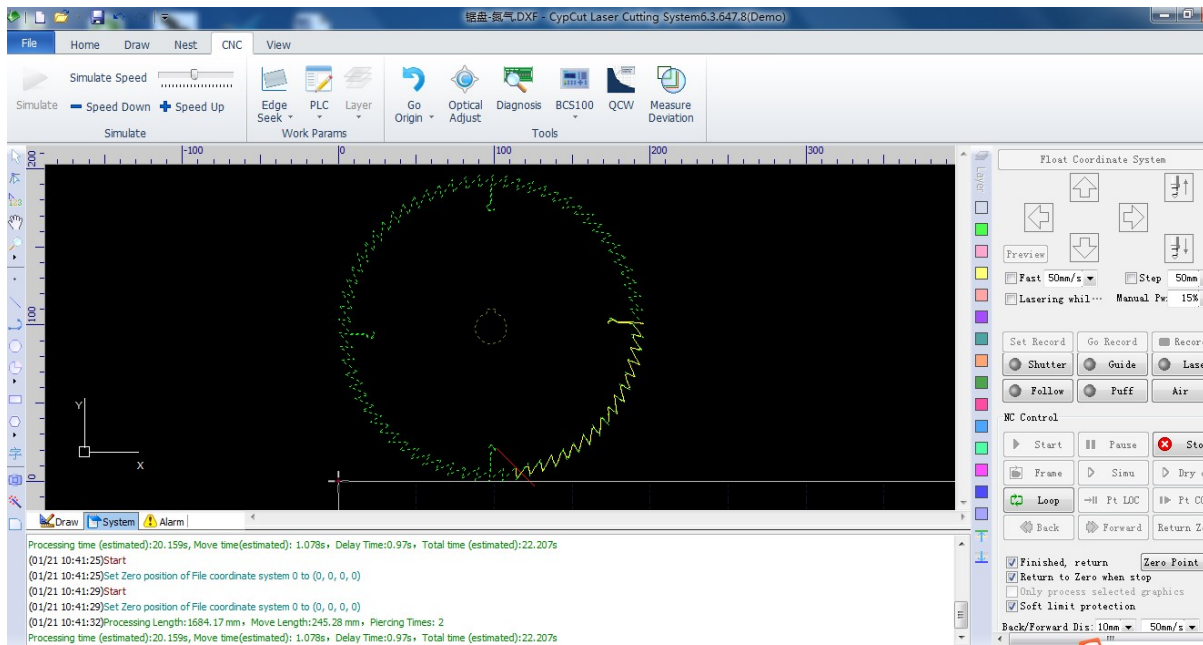 锯盘-氮气.DXF - CypCut Laser Cutting System6.3.647.8(Demo)
File Home Draw Nest CNC View
Simulate Speed
Simulate Speed Down Speed Up
Edge Seek PLC Layer Go Origin Optical Adjust Diagnosis BCS100 QCW Measure Deviation
Simulate Work Params Tools
-100 0 100 200 300
200
100
0
Y
X
字
Layer
Float Coordinate System
Preview
Fast 50mm/s Step 50mm
Lasering whil··· Manual Pw: 15%
Set Record Go Record Recor
Shutter Guide Lase
Follow Puff Air
NC Control
Start Pause Sto
Frame Simu Dry
Loop Pt LOC Pt CO
Back Forward Return Z
Finished, return Zero Point
Return to Zero when stop
Only process selected graphics
Soft limit protection
Back/Forward Dis: 10mm 50mm/s
Draw System Alarm
Processing time (estimated):20.159s, Move time(estimated): 1.078s, Delay Time:0.97s, Total time (estimated):22.207s
(01/21 10:41:25)Start
(01/21 10:41:25)Set Zero position of File coordinate system 0 to (0, 0, 0, 0)
(01/21 10:41:29)Start
(01/21 10:41:29)Set Zero position of File coordinate system 0 to (0, 0, 0, 0)
(01/21 10:41:32)Processing Length:1684.17 mm, Move Length:245.28 mm, Piercing Times: 2
Processing time (estimated):20.159s, Move time(estimated): 1.078s, Delay Time:0.97s, Total time (estimated):22.207s